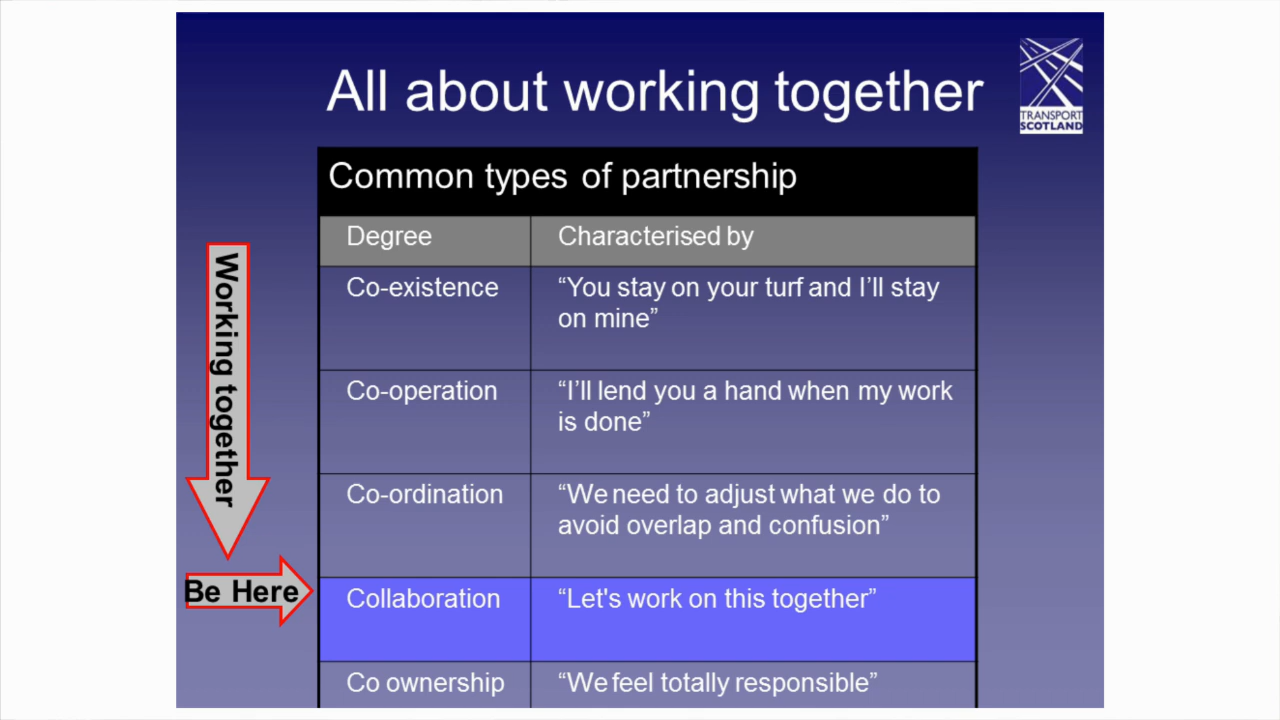 All about working together
TRANSPORT
SCOTLAND
Common types of partnership
Degree
Characterised by
Co-existence
“You stay on your turf and I’ll stay
on mine”
Co-operation
“I’ll lend you a hand when my work
is done”
Co-ordination
“We need to adjust what we do to
avoid overlap and confusion”
Collaboration
“Let's work on this together”
Co ownership
“We feel totally responsible”
Working together
Be Here